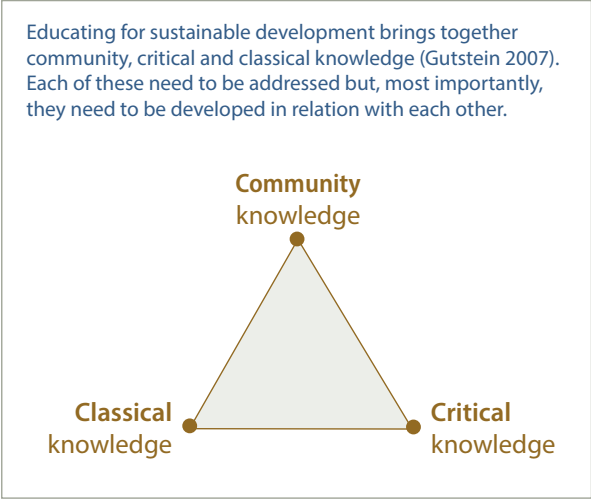 Educating for sustainable development brings together
community, critical and classical knowledge (Gutstein 2007).
Each of these need to be addressed but, most importantly,
they need to be developed in relation with each other.
Community
knowledge
Classical
knowledge
Critical
knowledge